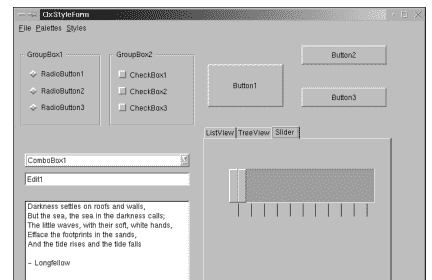 QxStyleForm
File Palettes Styles
GroupBox1
RadioButton1
RadioButton2
RadioButton3
GroupBox2
CheckBox1
CheckBox2
CheckBox3
Button1
Button2
Button3
ListView TreeView Slider
ComboBox1
Edit1
Darkness settles on roofs and walls,
But the sea, the sea in the darkness calls;
The little waves, with their soft, white hands,
Efface the footprints in the sands,
And the tide rises and the tide falls
- Longfellow